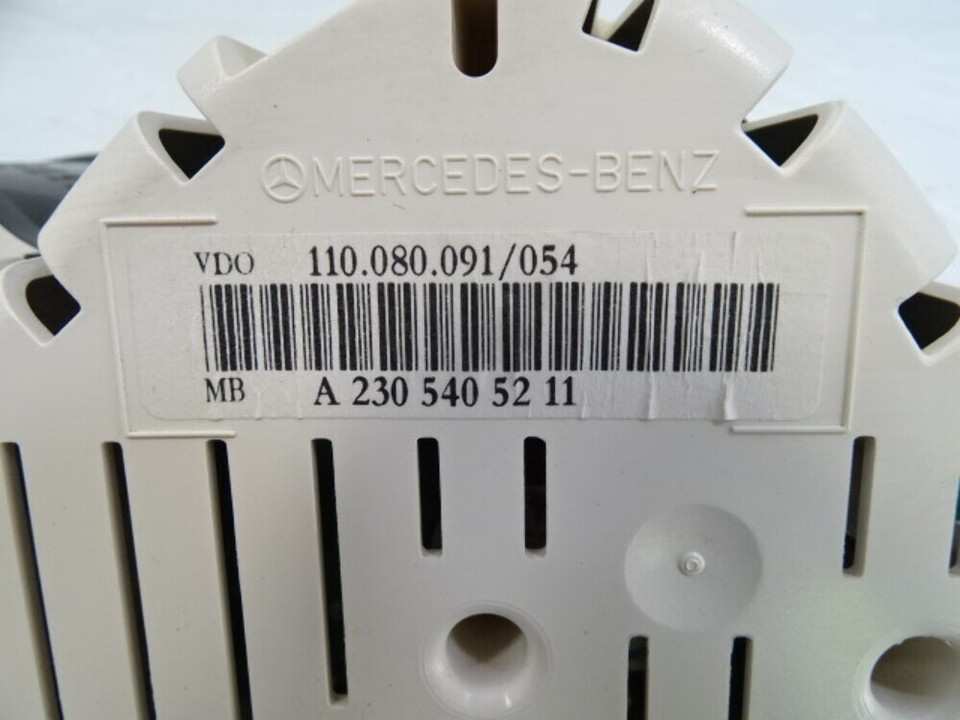 MERCEDES-BENZ
VDO 110.080.091/054
MB A 230 540 52 11